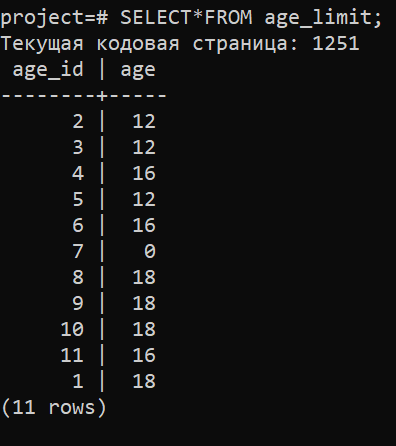 project=# SELECT*FROM age_limit;
Текущая кодовая страница: 1251
age_id | age
--------+-----
2 | 12
3 | 12
4 | 16
5 | 12
6 | 16
7 | 0
8 | 18
9 | 18
10 | 18
11 | 16
1 | 18
(11 rows)